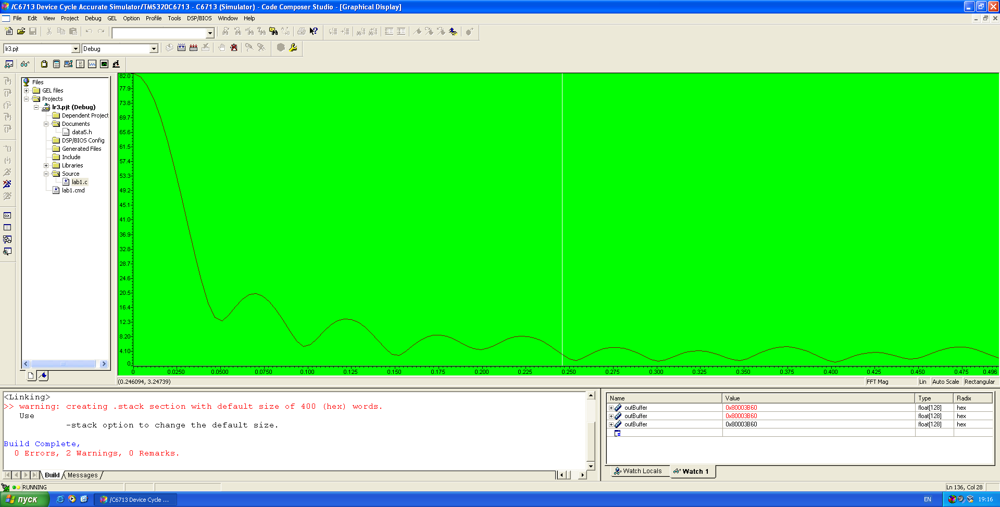 /C6713 Device Cycle Accurate Simulator/TMS320C6713 - C6713 (Simulator) - Code Composer Studio - [Graphical Display]
File Edit View Project Debug GEL Option Profile Tools DSP/BIOS Window Help
lr3.pjt Debug
Files
GEL files
Projects
lr3.pjt (Debug)
Dependent Project
Documents
data5.h
DSP/BIOS Config
Generated Files
Include
Libraries
Source
lab1.c
lab1.cmd
82.0
77.9
73.8
69.7
65.6
61.5
57.4
53.3
49.2
45.1
41.0
36.9
32.8
28.7
24.6
20.5
16.4
12.3
8.20
4.10
0
0 0.0250 0.0500 0.0750 0.100 0.125 0.150 0.175 0.200 0.225 0.250 0.275 0.300 0.325 0.350 0.375 0.400 0.425 0.450 0.475 0.496
(0.246094, 3.24739) FFT Mag Lin Auto Scale Rectangular
<Linking>
>> warning: creating .stack section with default size of 400 (hex) words.
Use
-stack option to change the default size.
Build Complete,
0 Errors, 2 Warnings, 0 Remarks.
Build Messages
Name Value Type Radix
outBuffer 0x80003B60 float[128] hex
outBuffer 0x80003B60 float[128] hex
outBuffer 0x80003B60 float[128] hex
Watch Locals Watch 1
RUNNING Ln 136, Col 28
пуск /C6713 Device Cycle ... EN 19:16